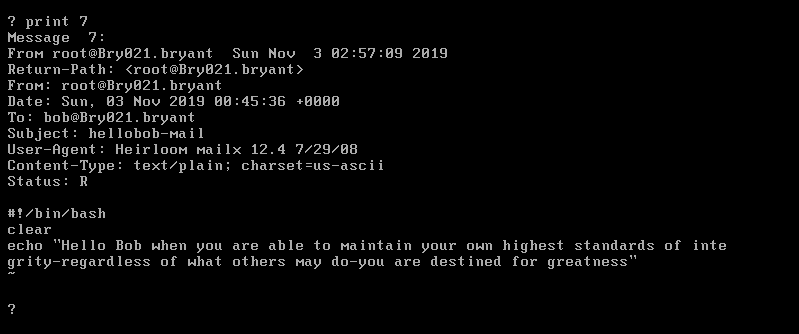 ? print 7
Message  7:
From root@Bry021.bryant  Sun Nov  3 02:57:09 2019
Return-Path: <root@Bry021.bryant>
From: root@Bry021.bryant
Date: Sun, 03 Nov 2019 00:45:36 +0000
To: bob@Bry021.bryant
Subject: hellobob-mail
User-Agent: Heirloom mailx 12.4 7/29/08
Content-Type: text/plain; charset=us-ascii
Status: R
#!/bin/bash
clear
echo "Hello Bob when you are able to maintain your own highest standards of inte
grity-regardless of what others may do-you are destined for greatness"
~
?